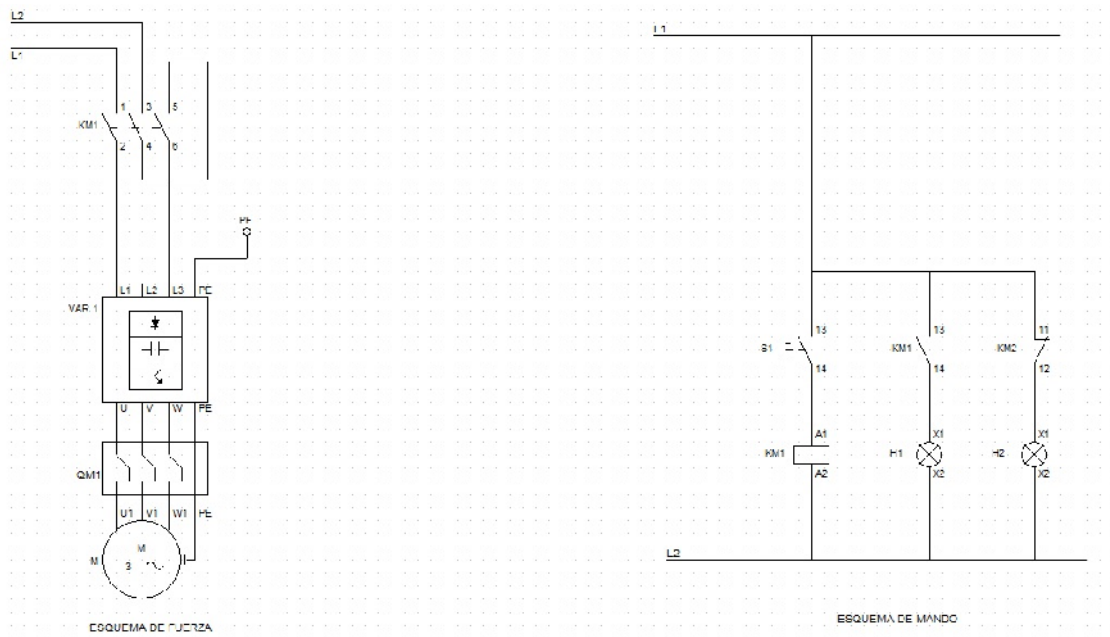 L2
L1
1 3 5
KM1
2 4 6
PE
L1 L2 L3 PE
VAR.1
U V W PE
QM1
U1 V1 W1 PE
M
M
3
ESQUEMA DE FUERZA
L1
13 13 11
S1 KM1 KM2
14 14 12
A1 X1 X1
KM1 H1 H2
A2 X2 X2
L2
ESQUEMA DE MANDO